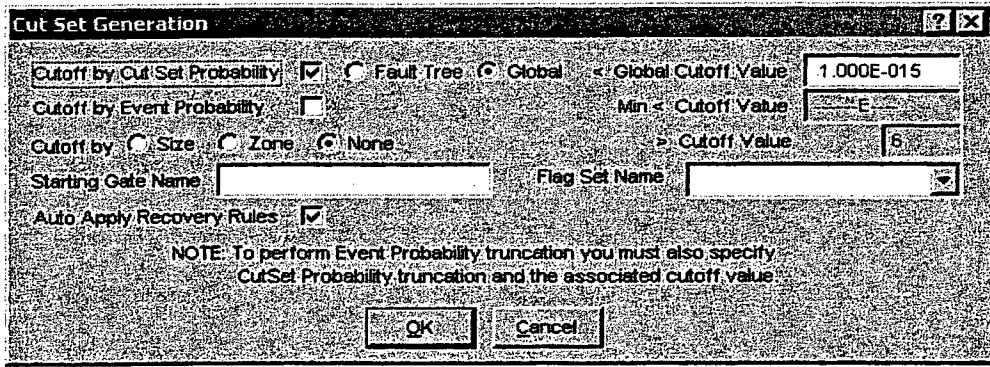 Cut Set Generation
Cutoff by Cut Set Probability Fault Tree Global < Global Cutoff Value 1.000E-015
Cutoff by Event Probability Min < Cutoff Value E
Cutoff by Size Zone None > Cutoff Value 6
Starting Gate Name Flag Set Name
Auto Apply Recovery Rules
NOTE: To perform Event Probability truncation you must also specify
CutSet Probability truncation and the associated cutoff value
OK Cancel